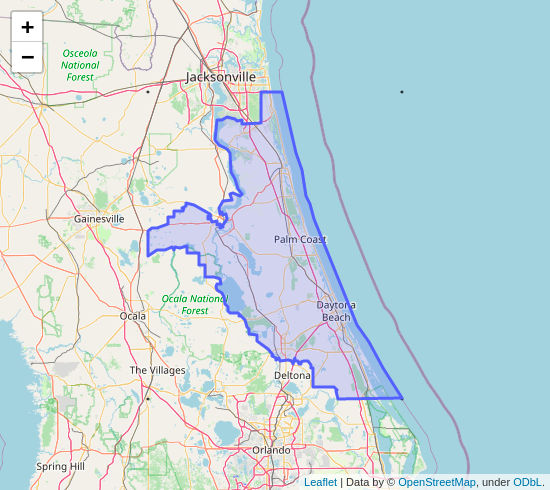 +
−
Osceola
National
Forest
Jacksonville
Gainesville
Palm Coast
Ocala National
Forest
Daytona
Beach
Ocala
The Villages
Deltona
Orlando
Spring Hill
Leaflet | Data by © OpenStreetMap, under ODbL.